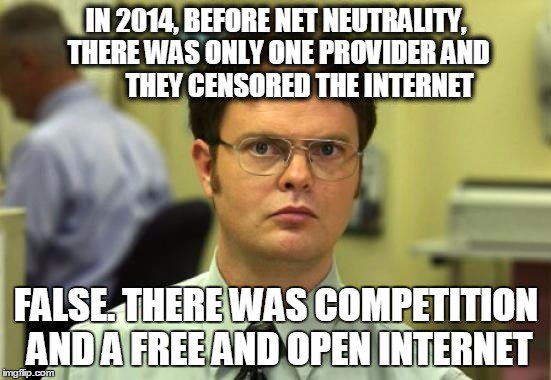 IN 2014, BEFORE NET NEUTRALITY,
THERE WAS ONLY ONE PROVIDER AND
THEY CENSORED THE INTERNET
FALSE. THERE WAS COMPETITION
AND A FREE AND OPEN INTERNET
imgflip.com